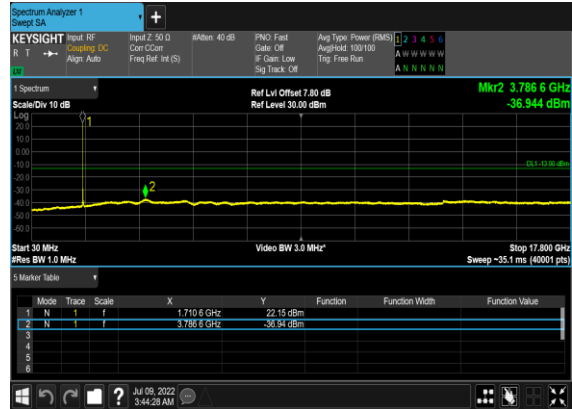 Spectrum Analyzer 1
Swept SA
+
KEYSIGHT Input: RF Input Z: 50 Ω #Atten: 40 dB PNO: Fast Avg Type: Power (RMS) 1 2 3 4 5 6
R T Coupling: DC Corr CCorr Gate: Off Avg|Hold: 100/100 A W W W W W
Align: Auto Freq Ref: Int (S) IF Gain: Low Trig: Free Run
Sig Track: Off A N N N N N
1 Spectrum Ref Lvl Offset 7.80 dB Mkr2 3.786 6 GHz
Scale/Div 10 dB Ref Level 30.00 dBm -36.944 dBm
Log
1
20.0
10.0
0.00
-10.0
DL1 -13.00 dBm
-20.0
-30.0
2
-40.0
-50.0
-60.0
Start 30 MHz Video BW 3.0 MHz* Stop 17.800 GHz
#Res BW 1.0 MHz Sweep ~35.1 ms (40001 pts)
5 Marker Table
Mode Trace Scale X Y Function Function Width Function Value
1 N 1 f 1.710 6 GHz 22.15 dBm
2 N 1 f 3.786 6 GHz -36.94 dBm
3
4
5
6
? Jul 09, 2022
3:44:28 AM